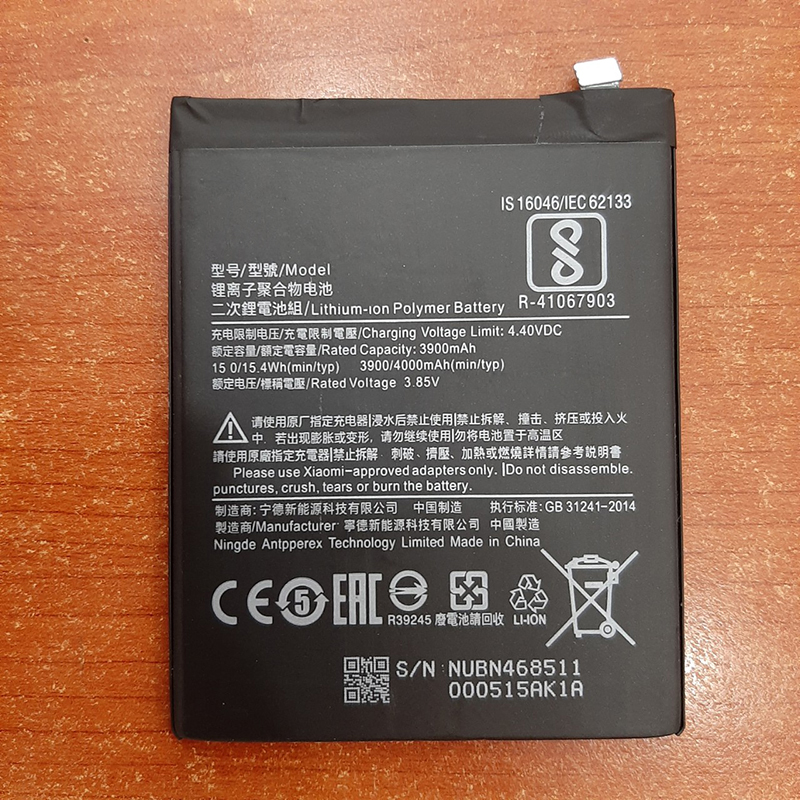 IS 16046/IEC 62133
R-41067903
型号/型號/Model
锂离子聚合物电池
二次鋰電池組/Lithium-ion Polymer Battery
充电限制电压/充電限制電壓/Charging Voltage Limit: 4.40VDC
额定容量/額定電容量/Rated Capacity: 3900mAh
15 0/15.4Wh(min/typ) 3900/4000mAh(min/typ)
额定电压/標稱電壓/Rated Voltage 3.85V
请使用原厂指定充电器|浸水后禁止使用|禁止拆解、撞击、挤压或投入火
中. 若出现膨胀或变形, 请勿继续使用|勿将电池置于高温区
請使用原廠指定充電器|禁止拆解、刺破、擠壓、加熱或燃燒詳情請參考說明書
Please use Xiaomi-approved adapters only. |Do not disassemble.
punctures, crush, tears or burn the battery.
制造商: 宁德新能源科技有限公司 中国制造 执行标准: GB 31241-2014
製造商/Manufacturer 寧德新能源科技有限公司 中國製造
Ningde Antpperex Technology Limited Made in China
CE 5 EAC R39245 廢電池請回收 LI-ION
S/N: NUBN468511
000515AK1A